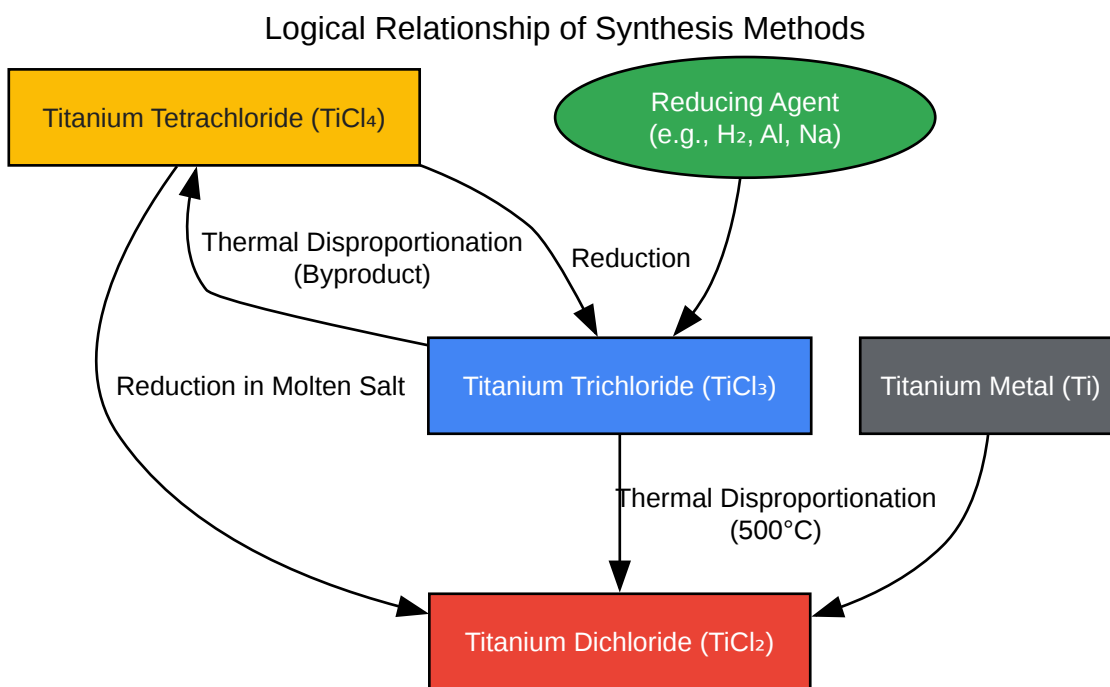 Logical Relationship of Synthesis Methods
Titanium Tetrachloride (TiCl₄)
Reducing Agent
(e.g., H₂, Al, Na)
Thermal Disproportionation
(Byproduct)
Reduction
Reduction in Molten Salt
Titanium Trichloride (TiCl₃)
Titanium Metal (Ti)
Thermal Disproportionation
(500°C)
Titanium Dichloride (TiCl₂)